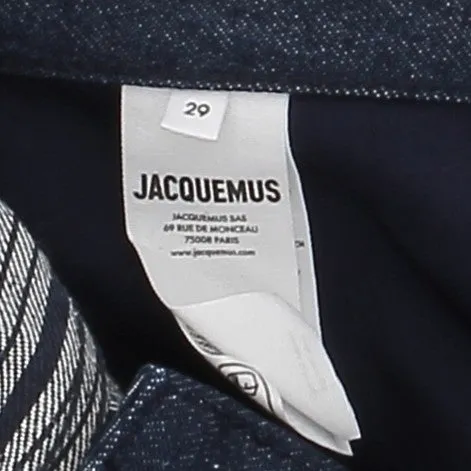 29
JACQUEMUS
JACQUEMUS SAS
69 RUE DE MONCEAU
75008 PARIS
www.jacquemus.com